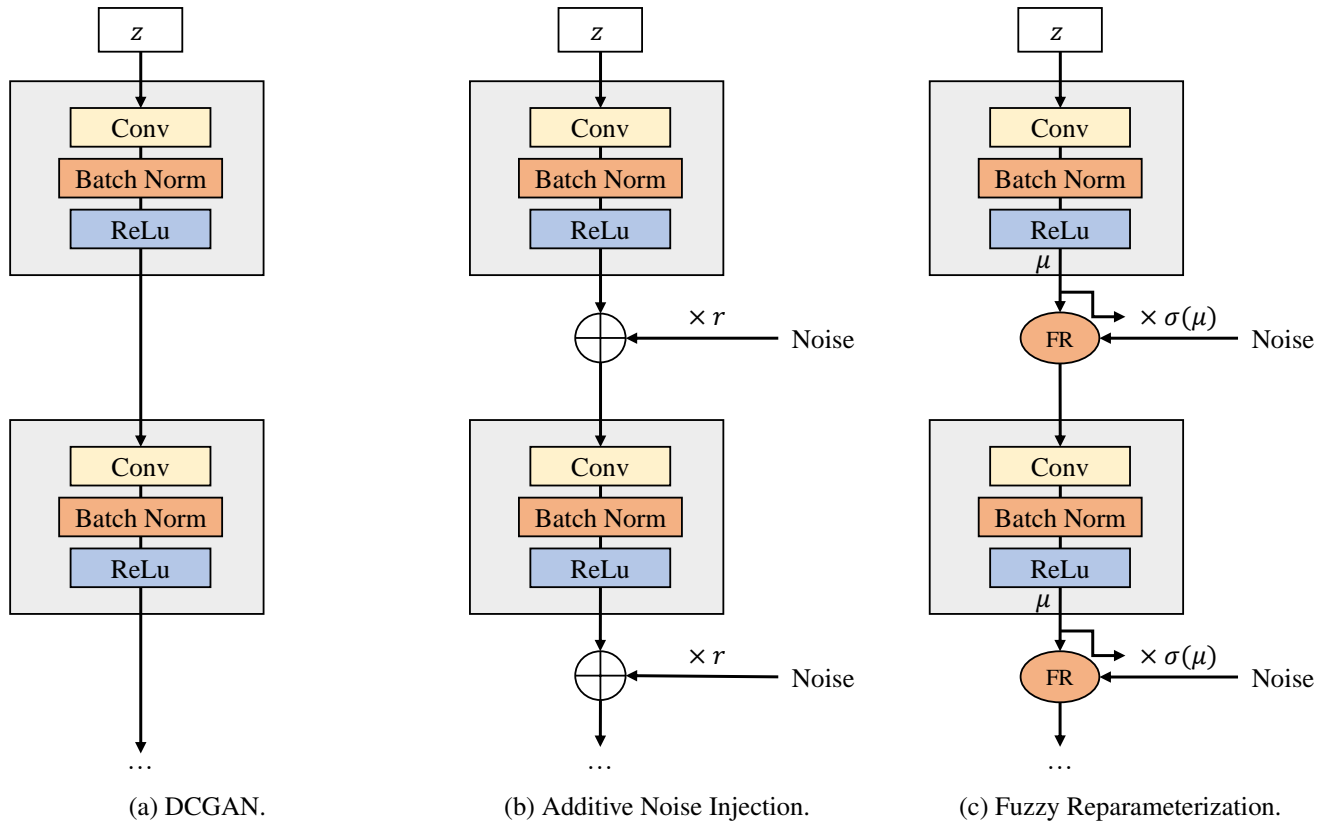 z
Conv
Batch Norm
ReLu
Conv
Batch Norm
ReLu
…
(a) DCGAN.
z
Conv
Batch Norm
ReLu
× r
Noise
Conv
Batch Norm
ReLu
× r
Noise
…
(b) Additive Noise Injection.
z
Conv
Batch Norm
ReLu
μ
× σ(μ)
FR
Noise
Conv
Batch Norm
ReLu
μ
× σ(μ)
FR
Noise
…
(c) Fuzzy Reparameterization.